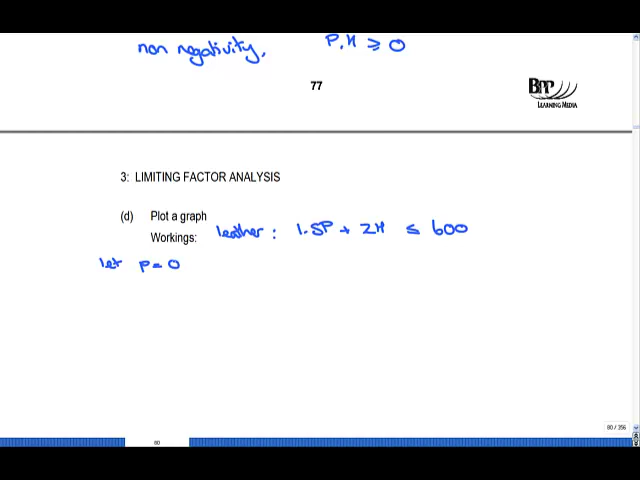 non negativity, P, H ≥ 0
77
BPP
LEARNING MEDIA
3: LIMITING FACTOR ANALYSIS
(d) Plot a graph
Workings: leather : 1.5P + 2H ≤ 600
let P = 0
80 / 356
80